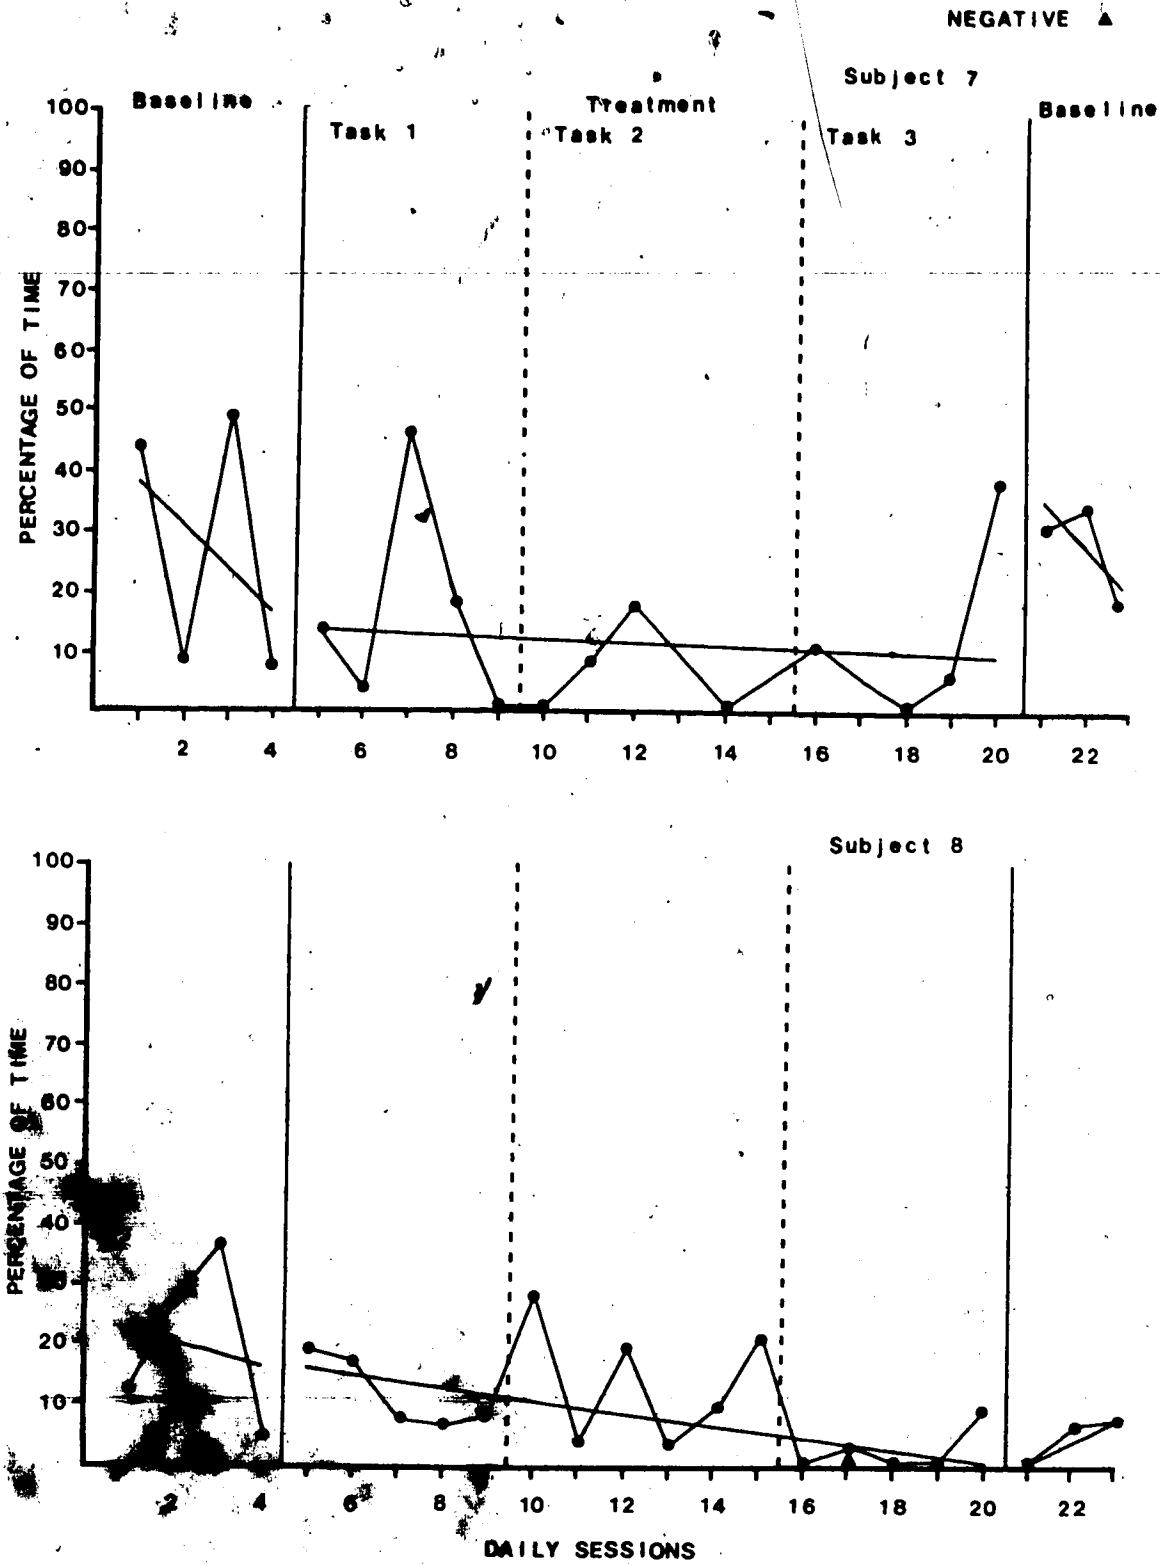 NEGATIVE ▲
Subject 7
Baseline Treatment Baseline
Task 1 Task 2 Task 3
100
90
80
70
60
50
40
30
20
10
PERCENTAGE OF TIME
2 4 6 8 10 12 14 16 18 20 22
Subject 8
100
90
80
70
60
50
40
20
10
PERCENTAGE OF TIME
2 4 6 8 10 12 14 16 18 20 22
DAILY SESSIONS